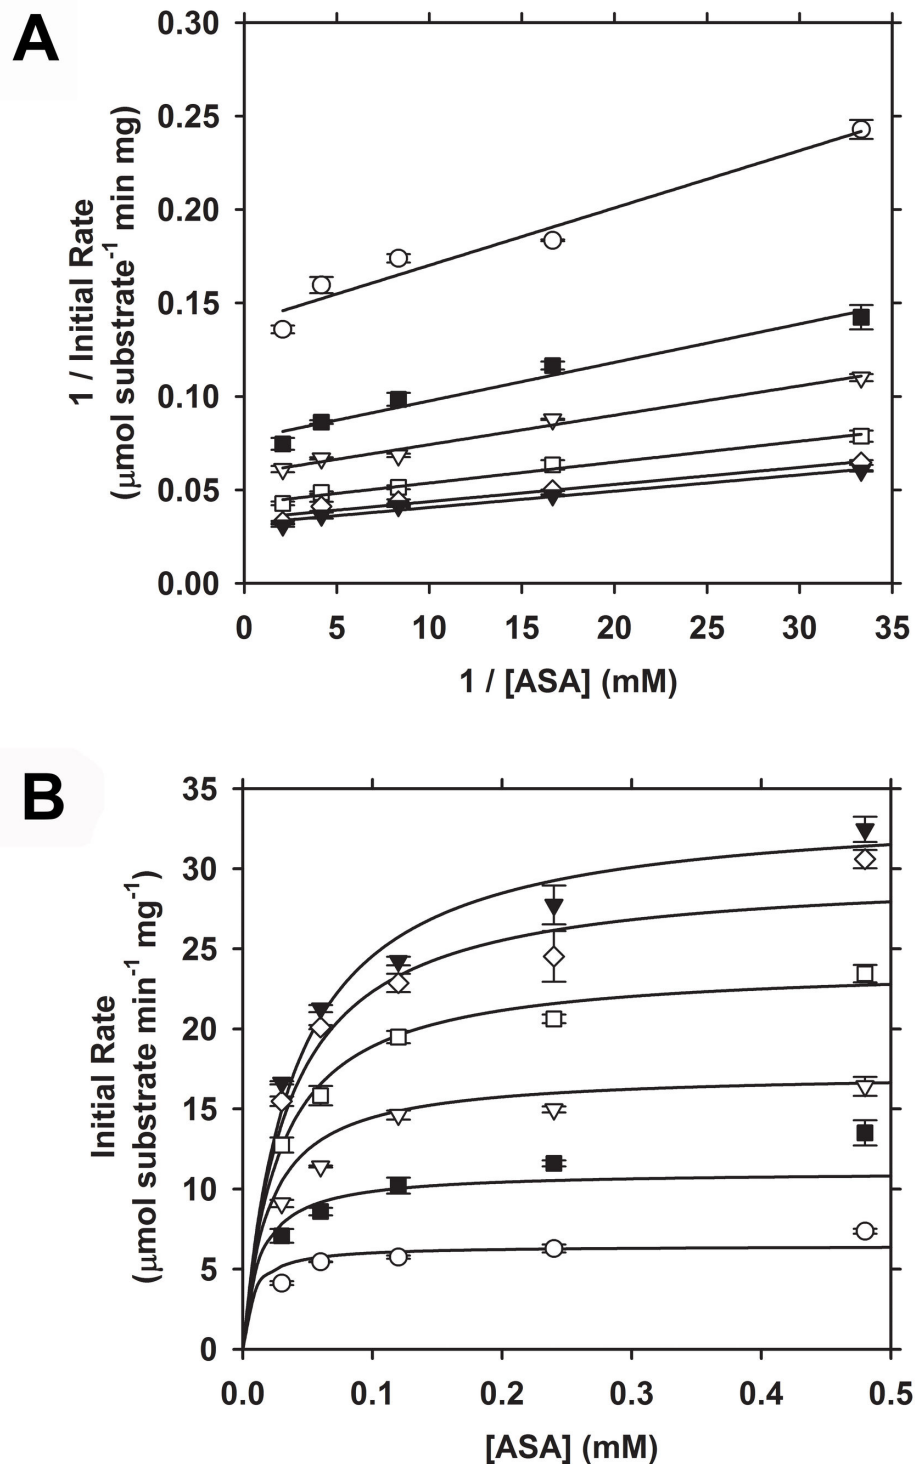 A
0.30
0.25
0.20
0.15
0.10
0.05
0.00
1 / Initial Rate
(μmol substrate⁻¹ min mg)
0 5 10 15 20 25 30 35
1 / [ASA] (mM)
B
35
30
25
20
15
10
5
0
Initial Rate
(μmol substrate min⁻¹ mg⁻¹)
0.0 0.1 0.2 0.3 0.4 0.5
[ASA] (mM)